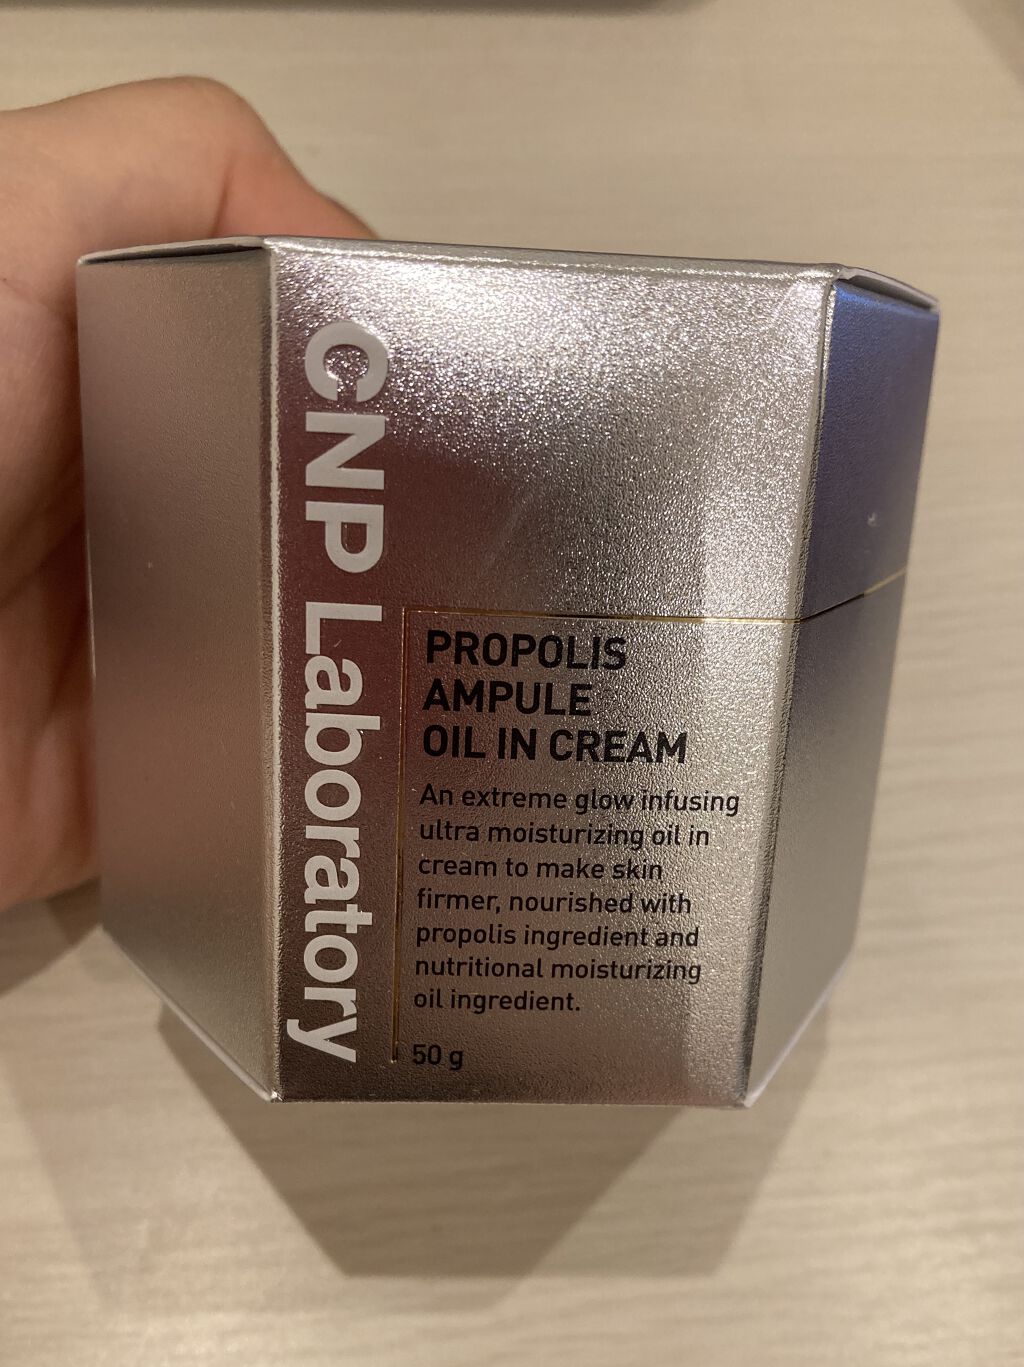 CNP Laboratory
PROPOLIS
AMPULE
OIL IN CREAM
An extreme glow infusing
ultra moisturizing oil in
cream to make skin
firmer, nourished with
propolis ingredient and
nutritional moisturizing
oil ingredient.
50 g